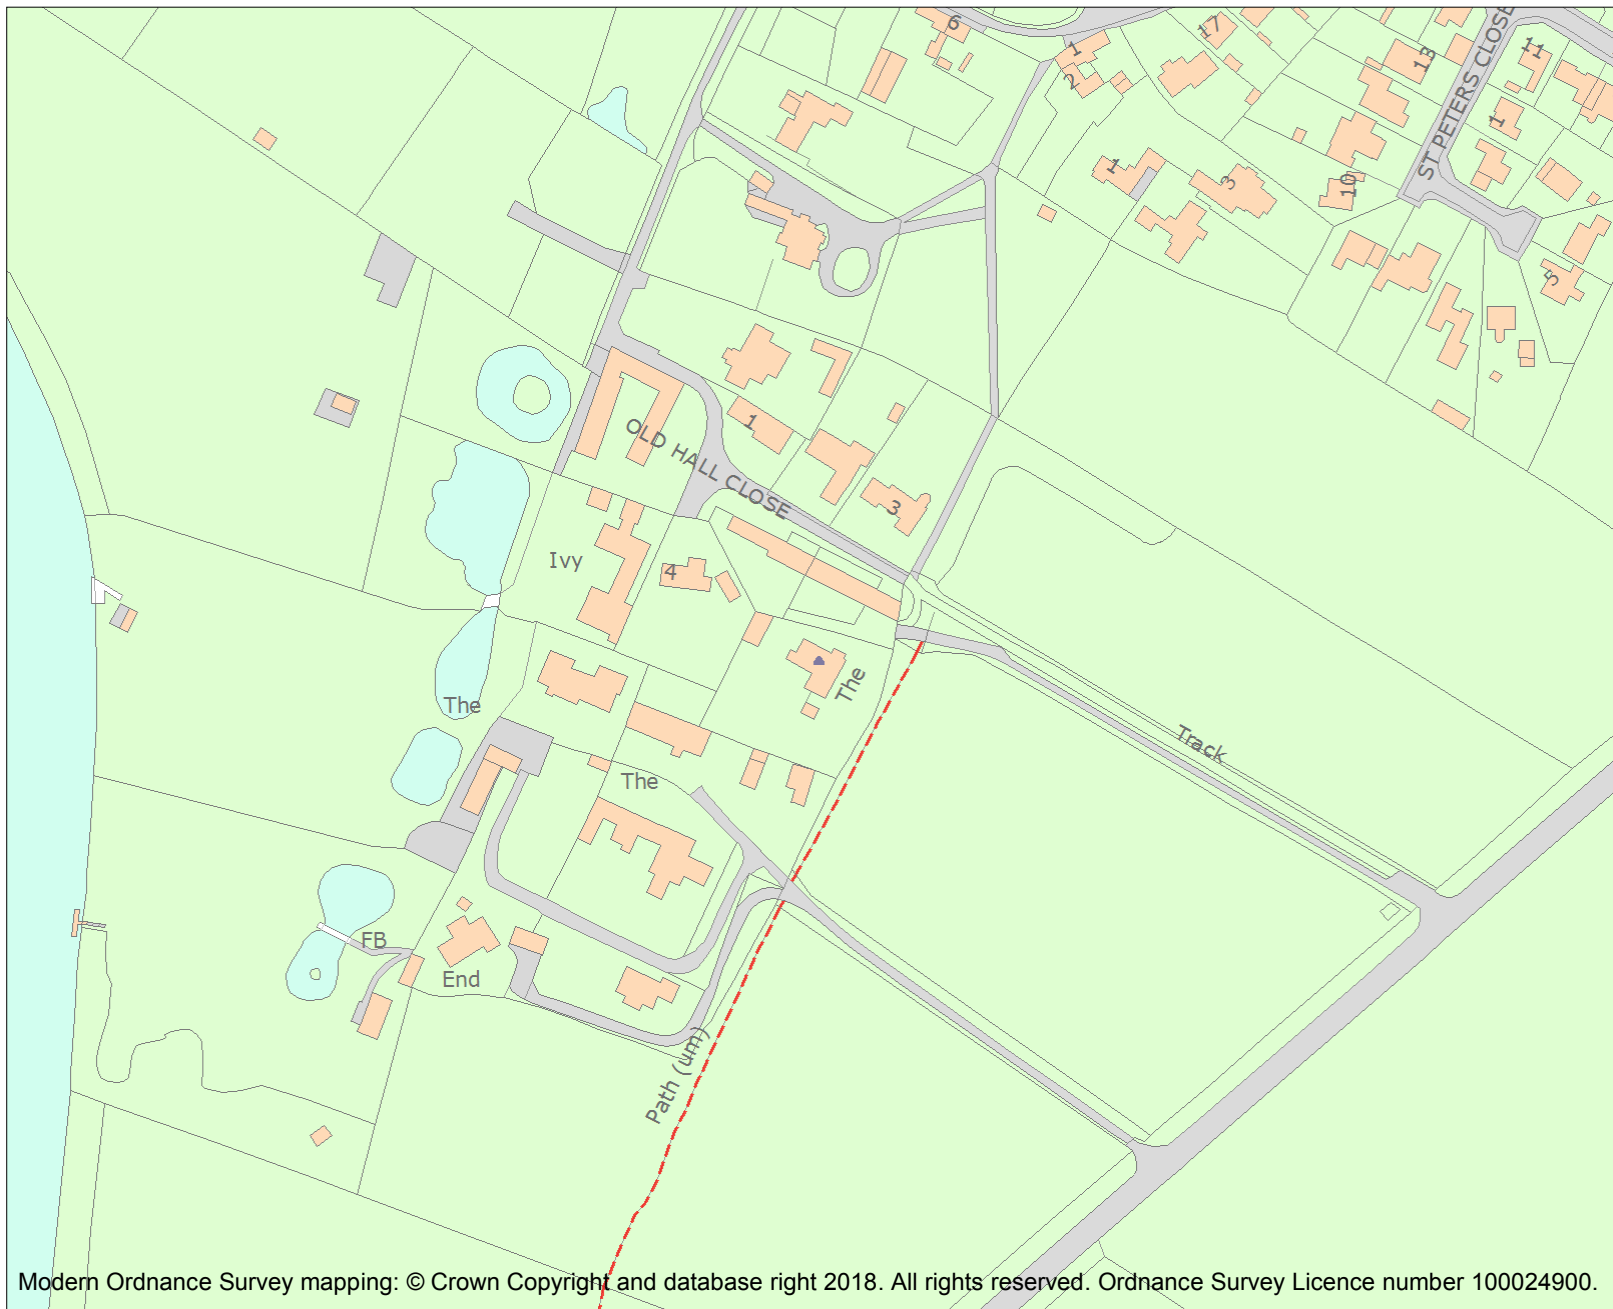 6
1
2
17
13
11
1
ST PETERS CLOSE
1
3
10
5
1
OLD HALL CLOSE
3
Ivy
4
The
The
Track
The
FB
End
Path (um)
Modern Ordnance Survey mapping: © Crown Copyright and database right 2018. All rights reserved. Ordnance Survey Licence number 100024900.